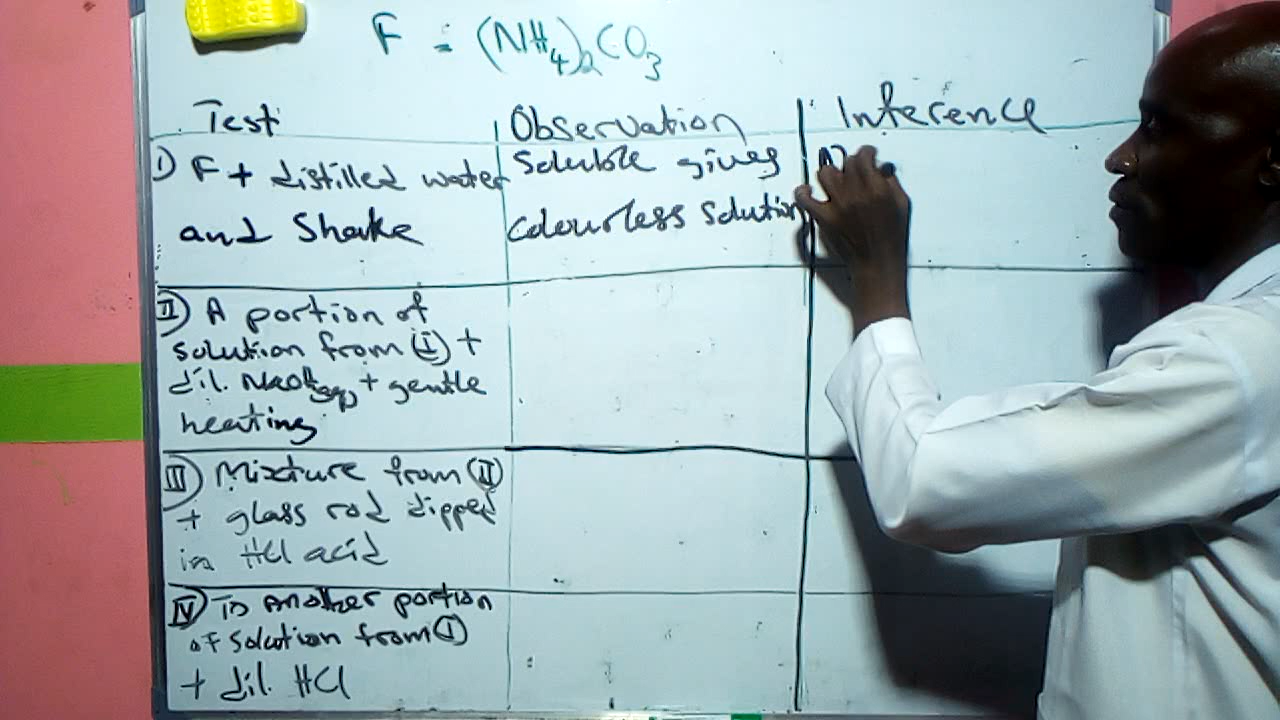 F = (NH₄)₂CO₃
Test
Observation
Inference
I) F + distilled water
and Shake
Soluble gives
colourless solution
N
II) A portion of
solution from (I) +
dil. NaOH(aq) + gentle
heating
III) Mixture from (II)
+ glass rod dipped
in HCl acid
IV) To Another portion
of solution from (I)
+ dil. HCl